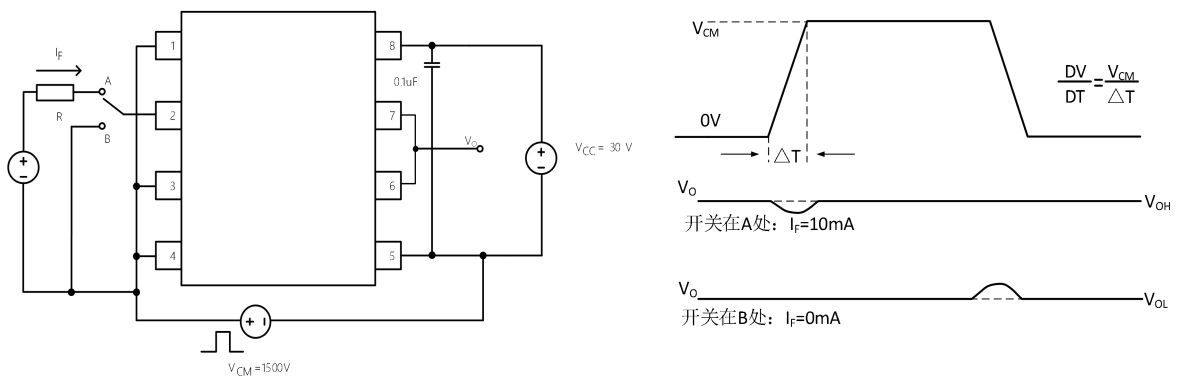 1
8
I_F
A
0.1uF
R
2
7
B
V_O
V_CC = 30 V
3
6
4
5
V_CM =1500V
V_CM
DV/DT = V_CM/△T
0V
△T
V_O
V_OH
开关在A处：I_F=10mA
V_O
V_OL
开关在B处：I_F=0mA